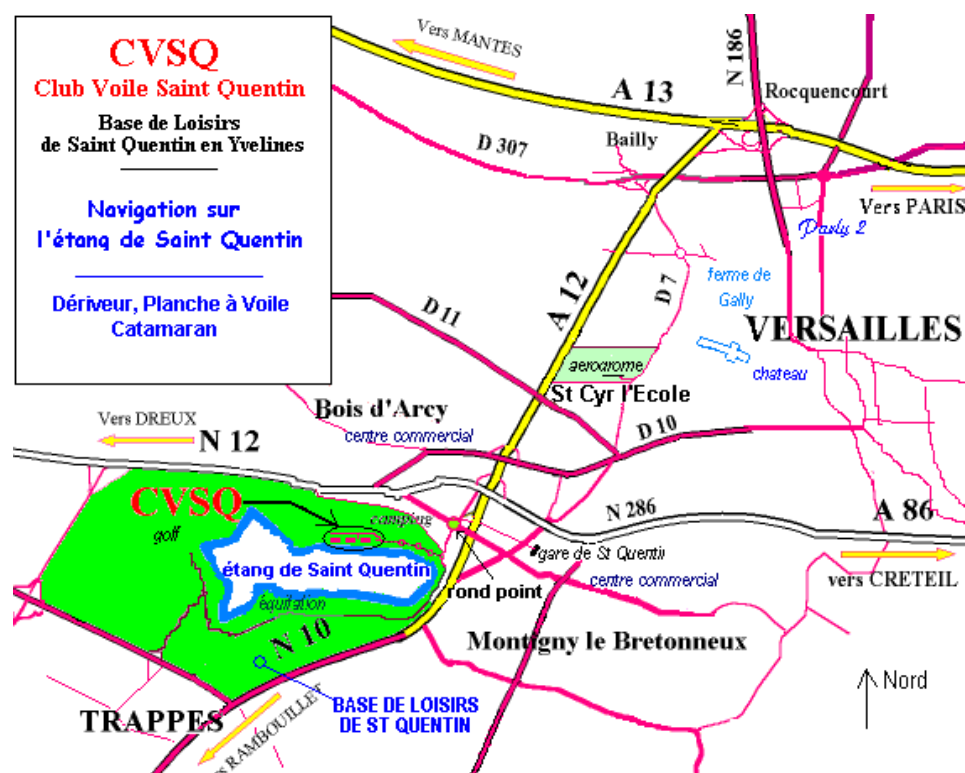 CVSQ
Club Voile Saint Quentin
Base de Loisirs
de Saint Quentin en Yvelines
Navigation sur
l'étang de Saint Quentin
Dériveur, Planche à Voile
Catamaran
Vers MANTES
A 13
N 186
Rocquencourt
Bailly
D 307
Vers PARIS
Parly 2
A 12
D 7
ferme de
Gally
VERSAILLES
D 11
aerodrome
chateau
St Cyr l'Ecole
Bois d'Arcy
centre commercial
D 10
Vers DREUX
N 12
CVSQ
camping
golf
N 286
A 86
gare de St Quentin
étang de Saint Quentin
rond point
centre commercial
vers CRETEIL
équitation
N 10
Montigny le Bretonneux
Nord
BASE DE LOISIRS
DE ST QUENTIN
TRAPPES
RAMBOUILLET